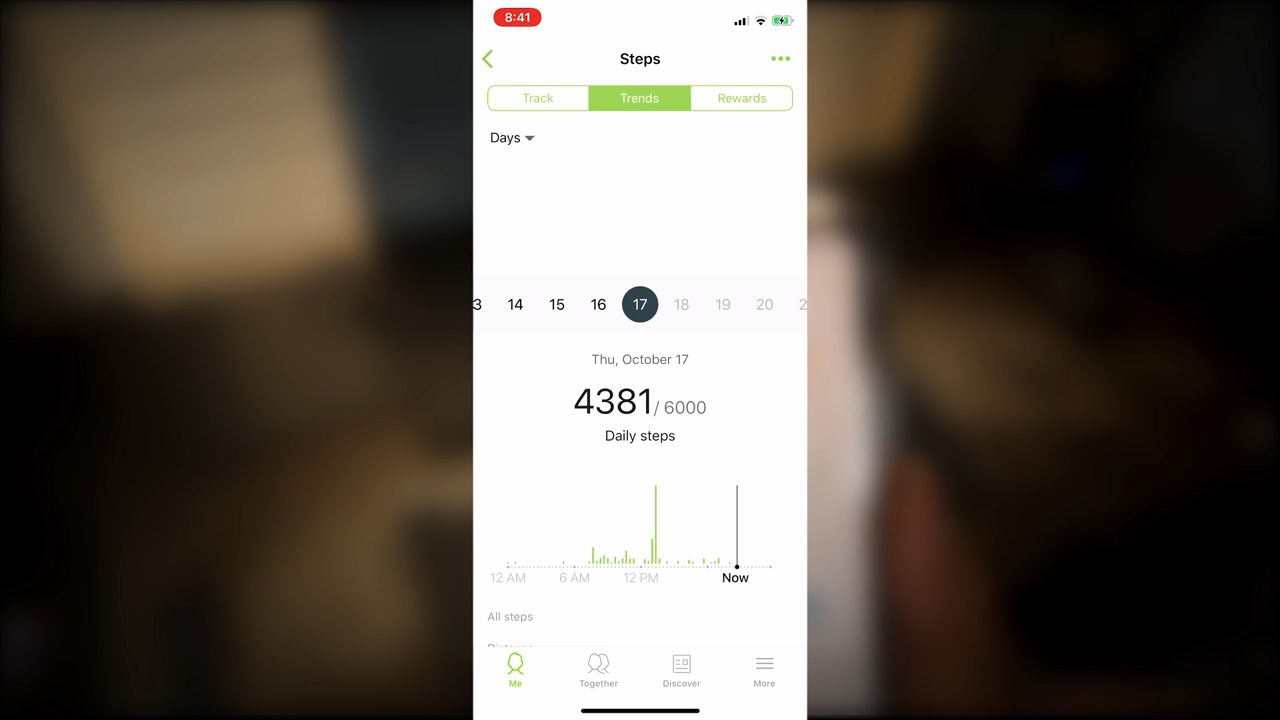 8:41
Steps
Track Trends Rewards
Days
3 14 15 16 17 18 19 20 2
Thu, October 17
4381 / 6000
Daily steps
12 AM 6 AM 12 PM Now
All steps
Me Together Discover More